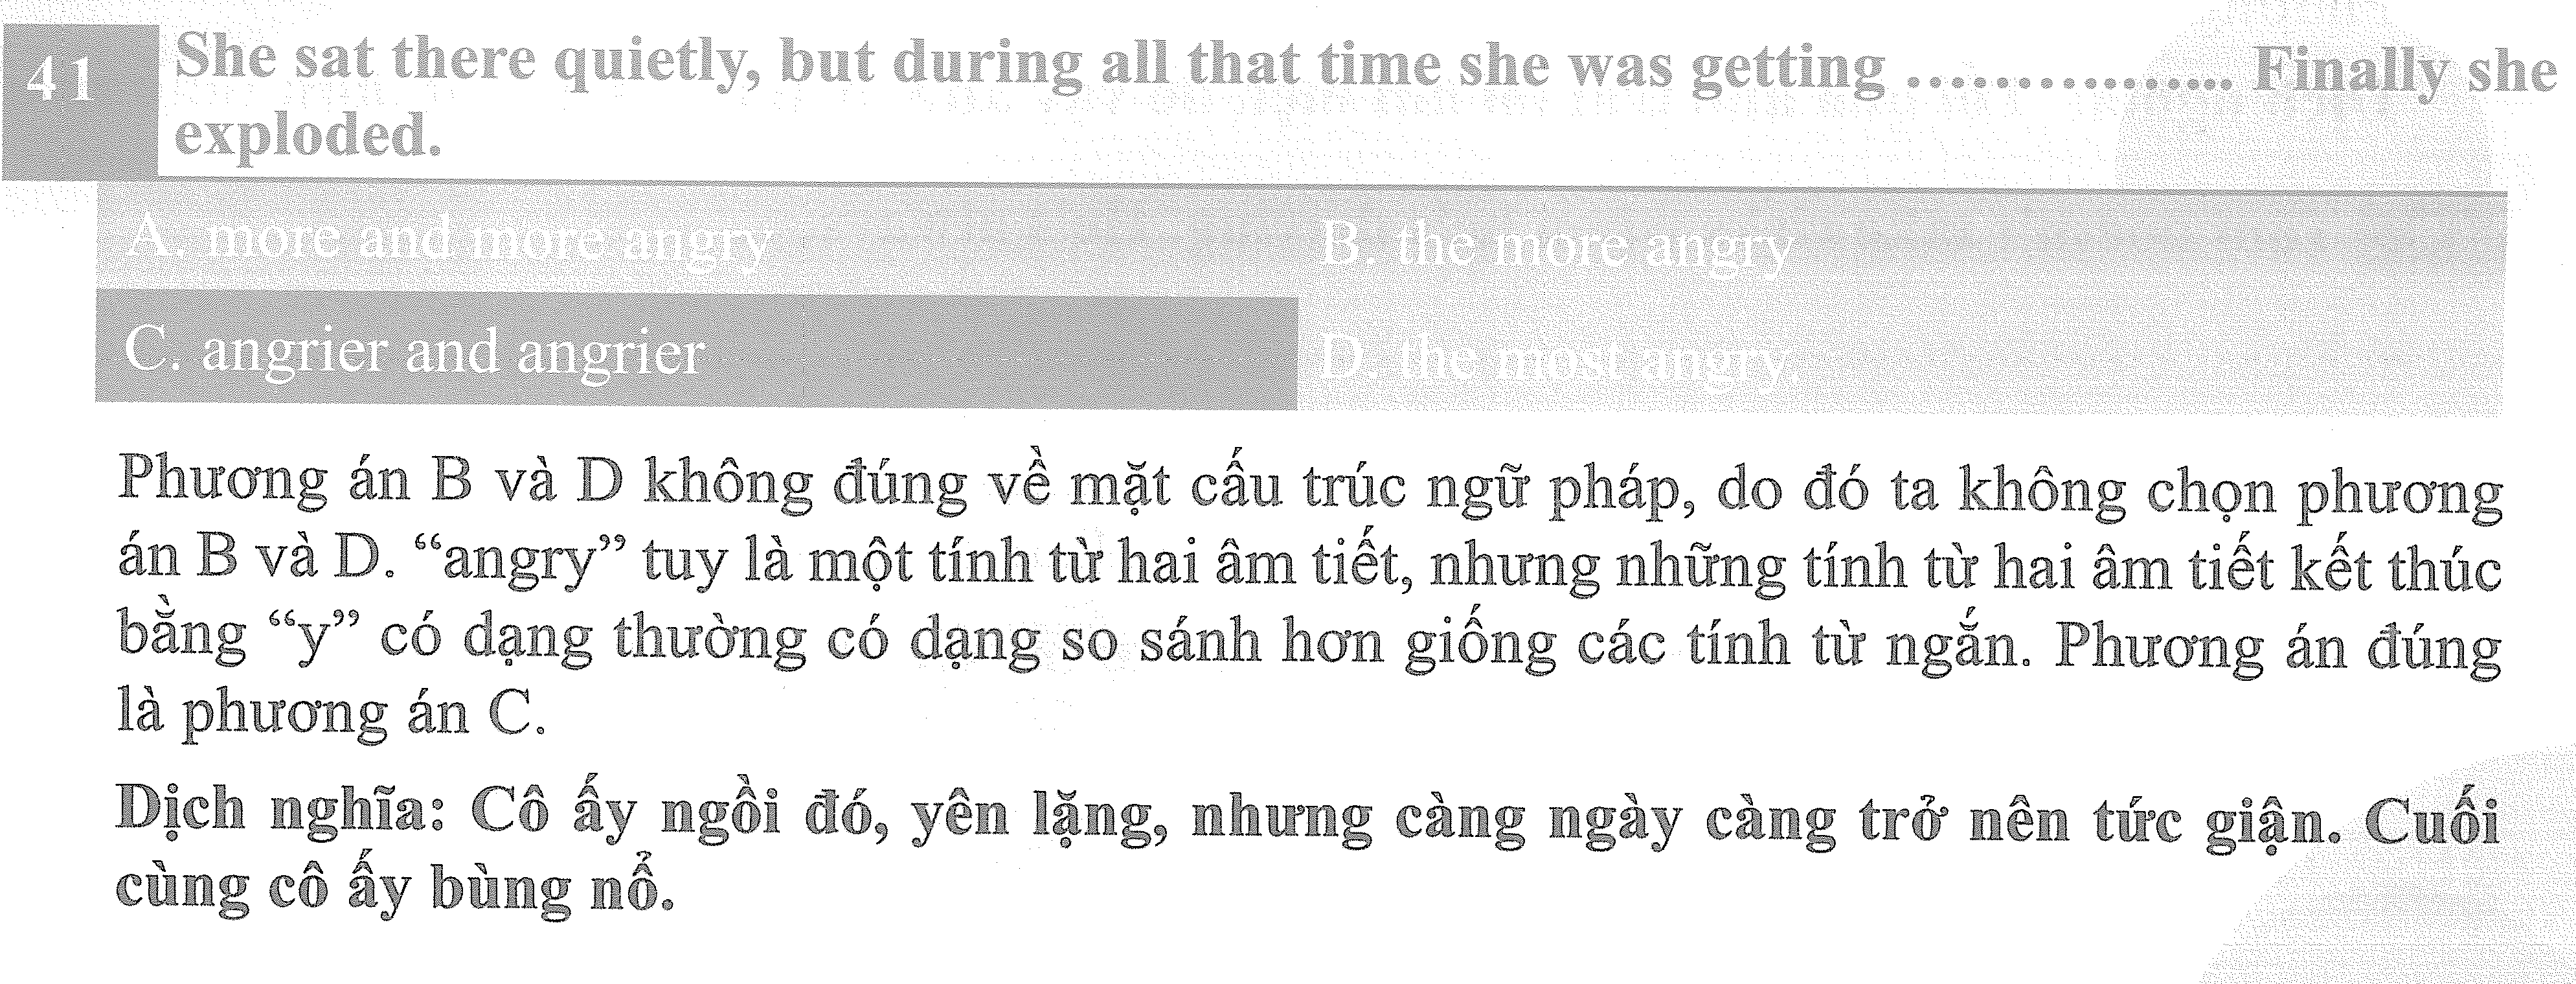 41 She sat there quietly, but during all that time she was getting ............... Finally she
exploded.
A. more and more angry B. the more angry
C. angrier and angrier D. the most angry.
Phương án B và D không đúng về mặt cấu trúc ngữ pháp, do đó ta không chọn phương
án B và D. “angry” tuy là một tính từ hai âm tiết, nhưng những tính từ hai âm tiết kết thúc
bằng “y” có dạng thường có dạng so sánh hơn giống các tính từ ngắn. Phương án đúng
là phương án C.
Dịch nghĩa: Cô ấy ngồi đó, yên lặng, nhưng càng ngày càng trở nên tức giận. Cuối
cùng cô ấy bùng nổ.